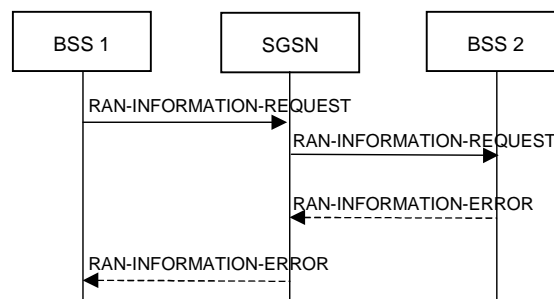 BSS 1
SGSN
BSS 2
RAN-INFORMATION-REQUEST
RAN-INFORMATION-REQUEST
RAN-INFORMATION-ERROR
RAN-INFORMATION-ERROR